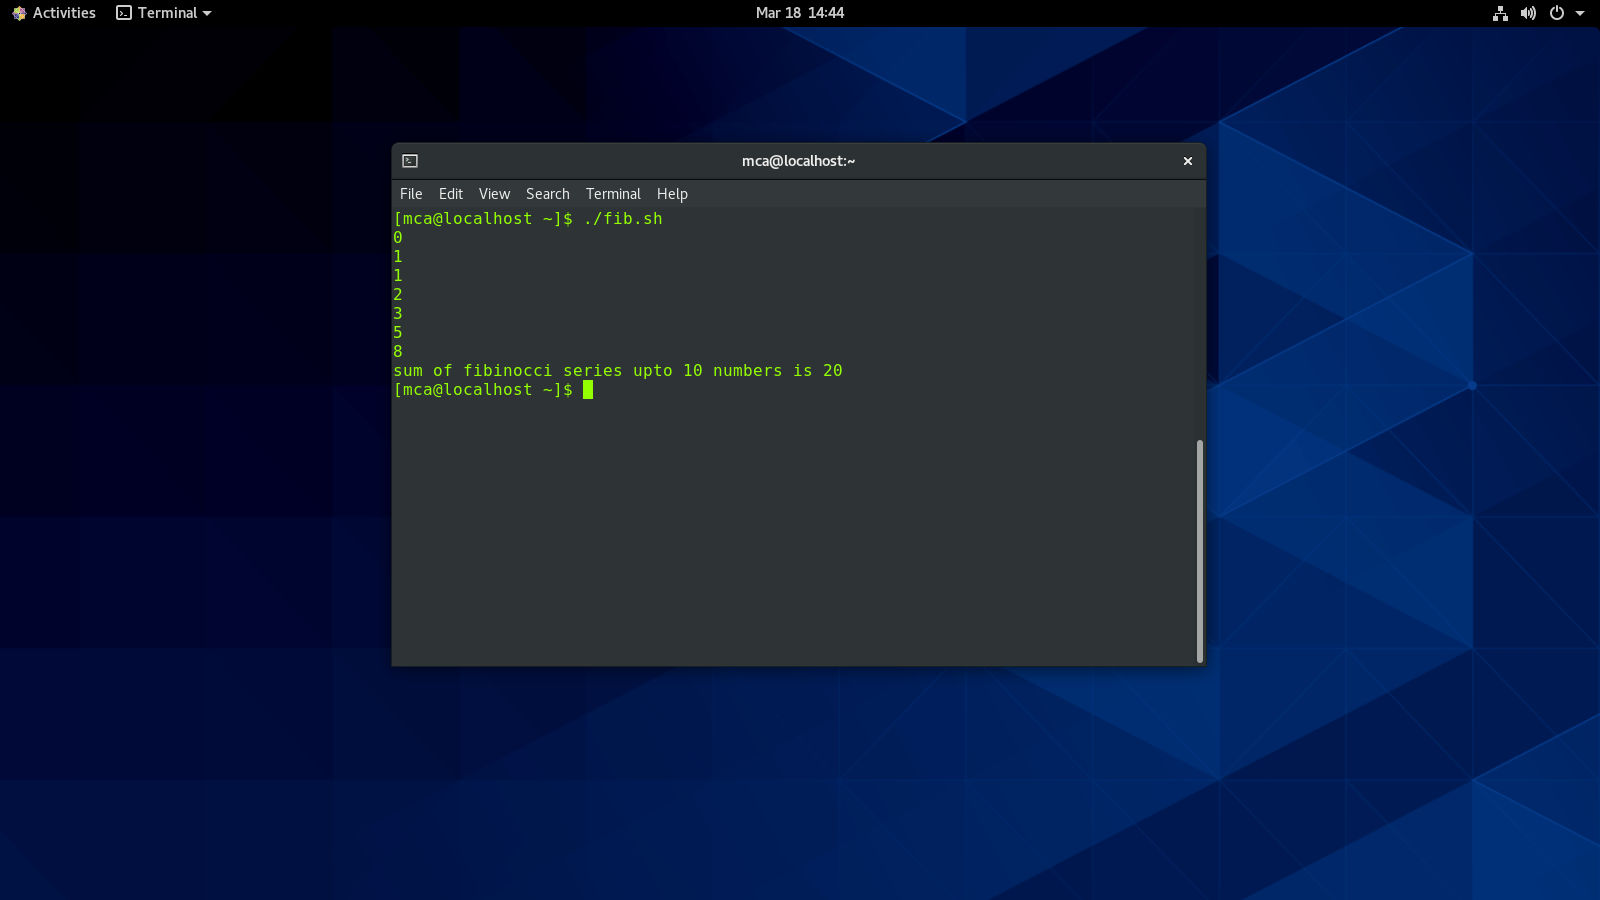 Activities Terminal Mar 18 14:44
mca@localhost:~
File Edit View Search Terminal Help
[mca@localhost ~]$ ./fib.sh
0
1
1
2
3
5
8
sum of fibinocci series upto 10 numbers is 20
[mca@localhost ~]$